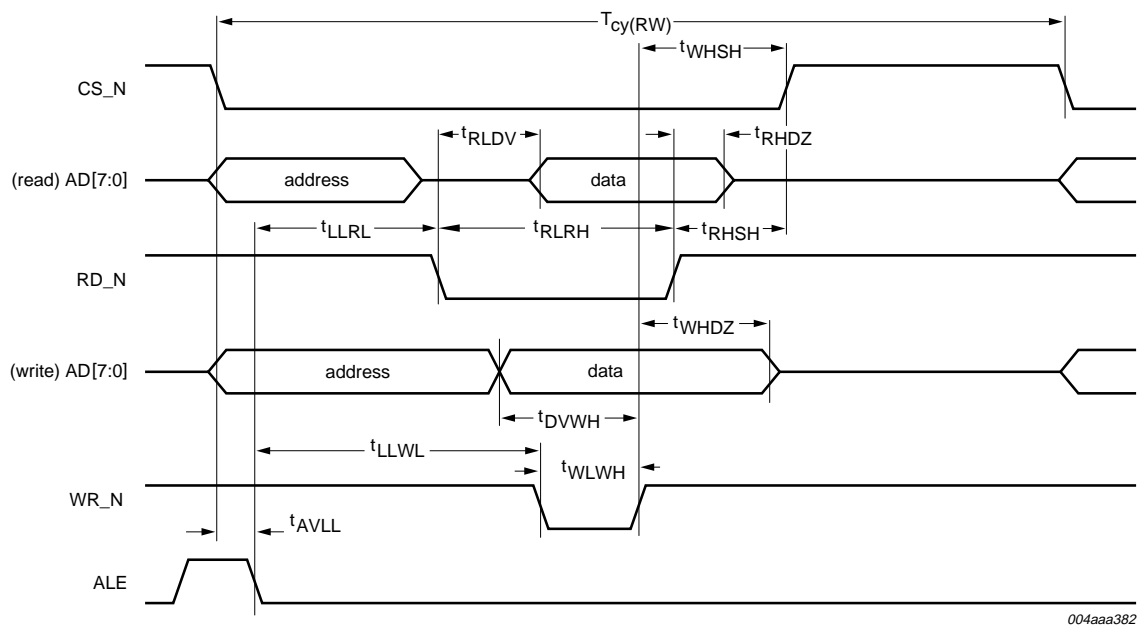 Tcy(RW)
tWHSH
CS_N
tRLDV
tRHDZ
(read) AD[7:0]
address
data
tLLRL
tRLRH
tRHSH
RD_N
tWHDZ
(write) AD[7:0]
address
data
tDVWH
tLLWL
tWLWH
WR_N
tAVLL
ALE
004aaa382